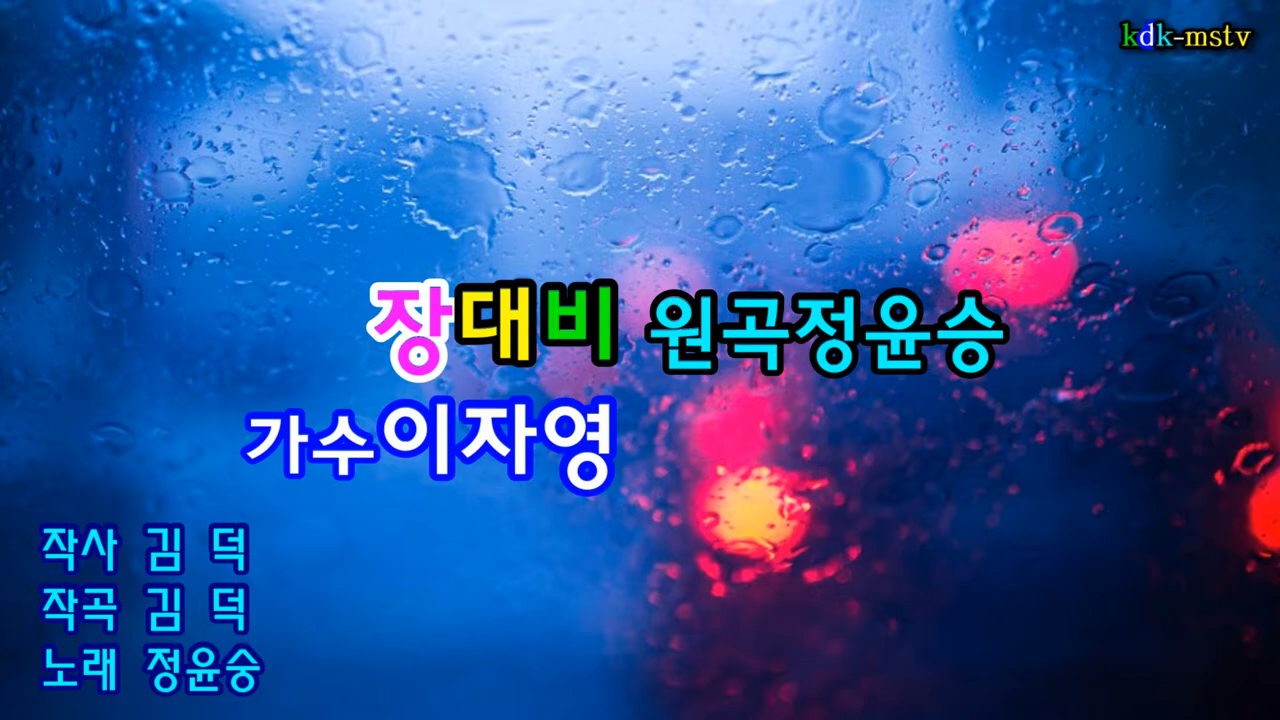 kdk-mstv
장대비 원곡정윤승
가수이자영
작사 김 덕
작곡 김 덕
노래 정윤숭